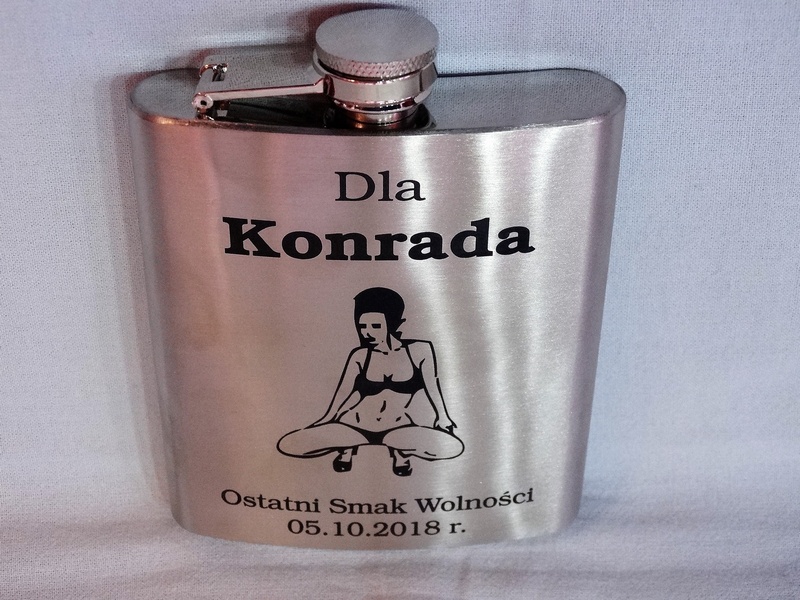 Dla
Konrada
Ostatni Smak Wolności
05.10.2018 r.